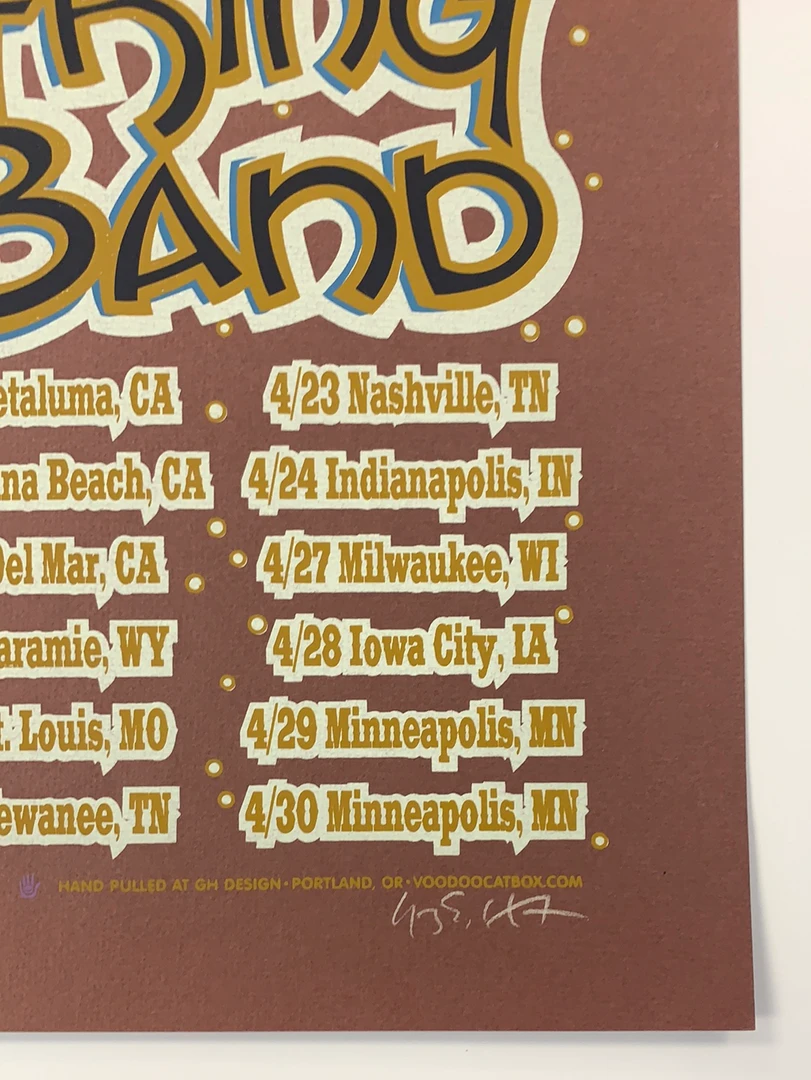 RING
BAND
etaluma, CA
4/23 Nashville, TN
na Beach, CA
4/24 Indianapolis, IN
Del Mar, CA
4/27 Milwaukee, WI
aramie, WY
4/28 Iowa City, IA
t. Louis, MO
4/29 Minneapolis, MN
ewanee, TN
4/30 Minneapolis, MN
HAND PULLED AT GH DESIGN • PORTLAND, OR • VOODOOCATBOX.COM